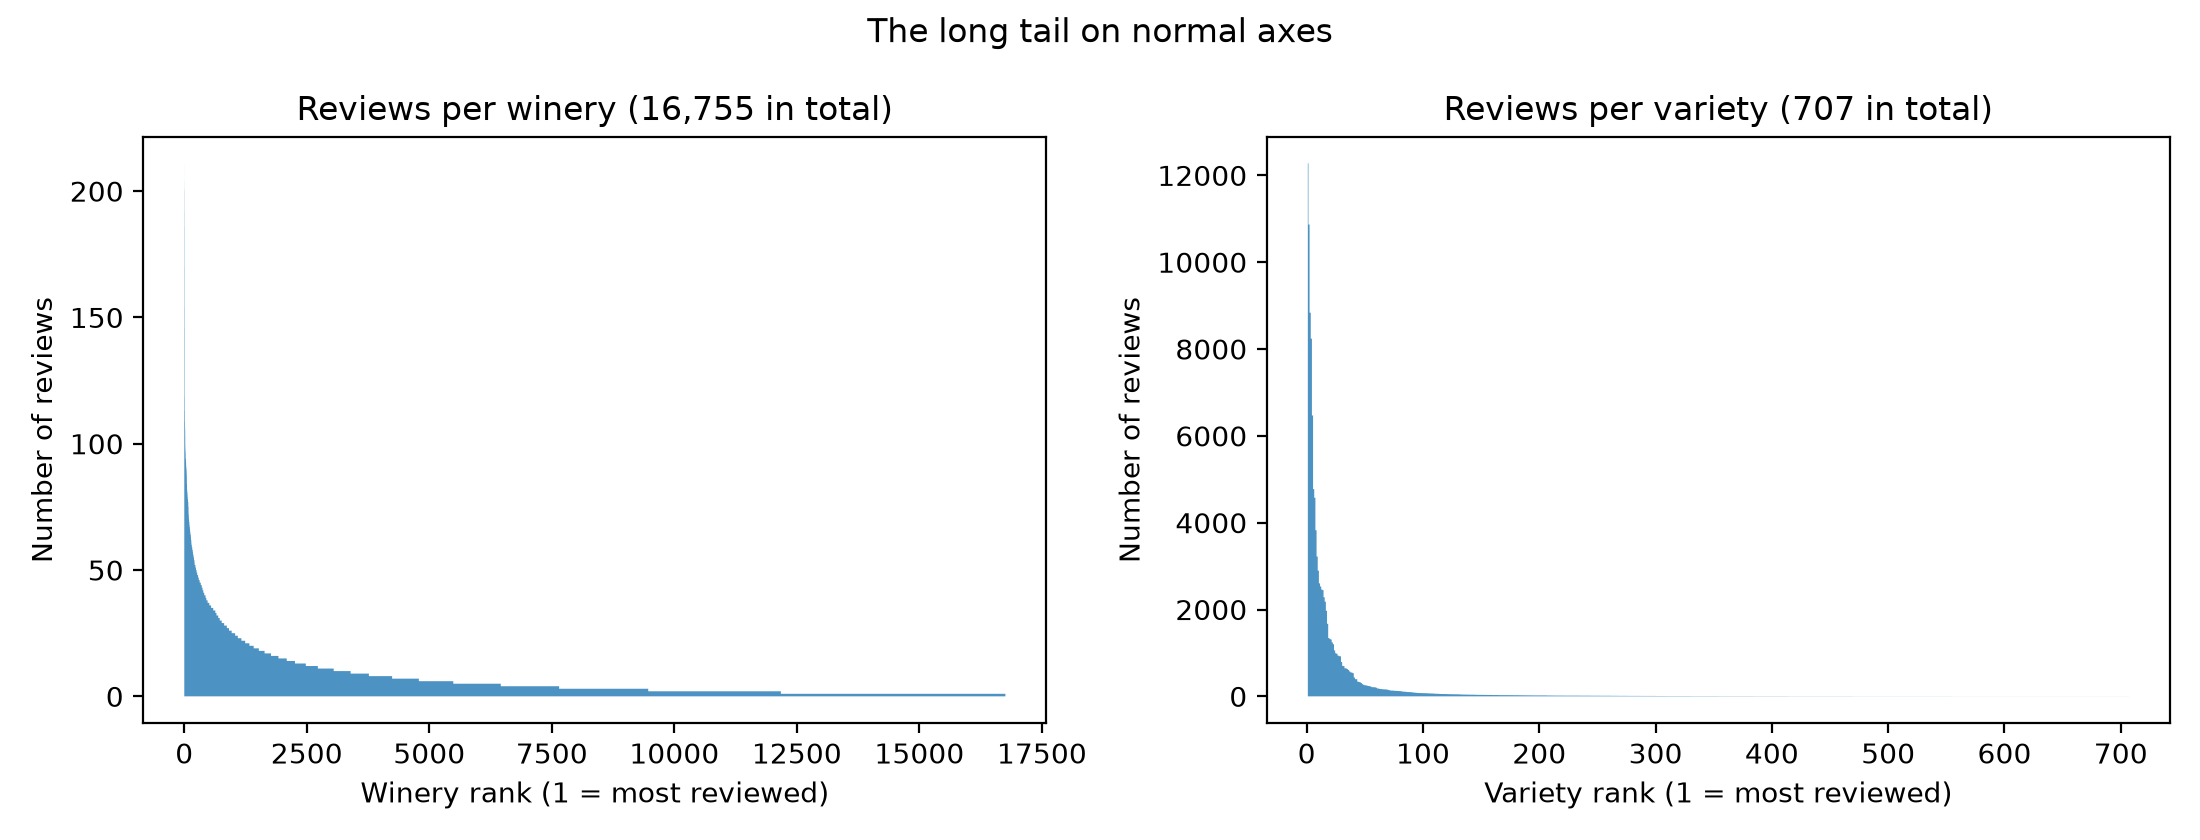 The long tail on normal axes
Reviews per winery (16,755 in total)
Number of reviews
200
150
100
50
0
0 2500 5000 7500 10000 12500 15000 17500
Winery rank (1 = most reviewed)
Reviews per variety (707 in total)
Number of reviews
12000
10000
8000
6000
4000
2000
0
0 100 200 300 400 500 600 700
Variety rank (1 = most reviewed)